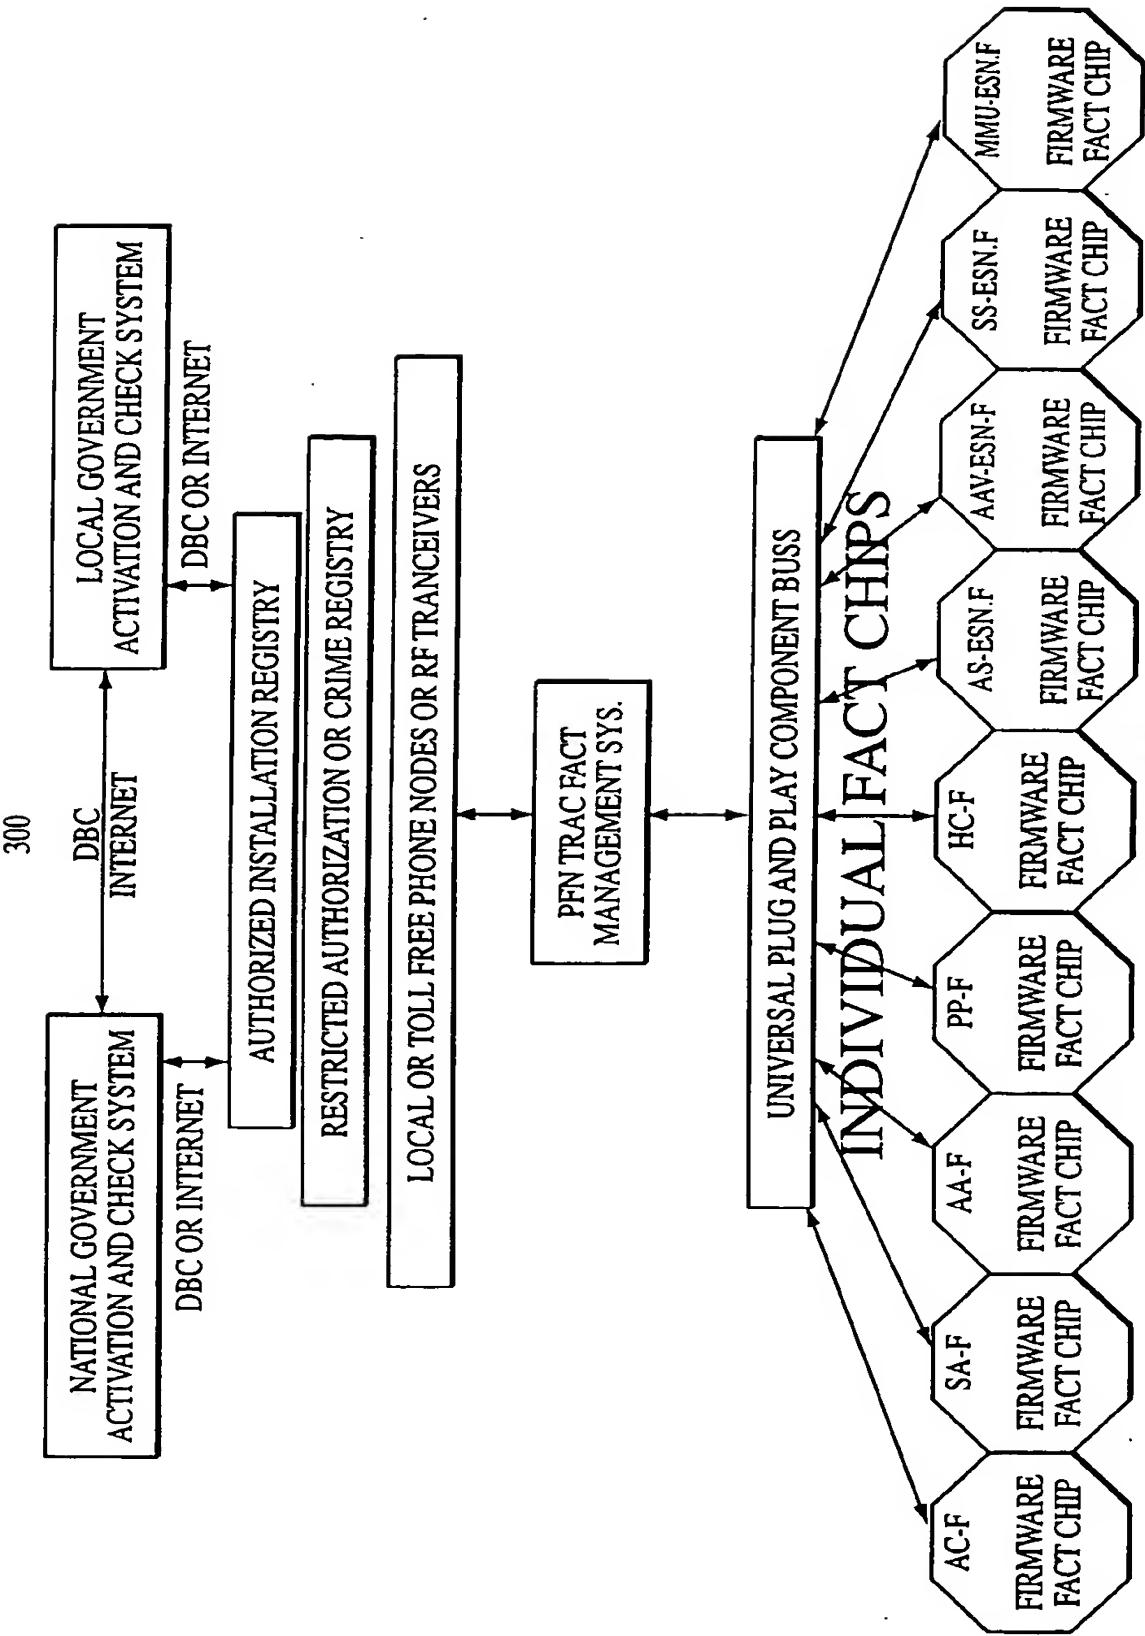 300
NATIONAL GOVERNMENT
ACTIVATION AND CHECK SYSTEM
DBC
INTERNET
LOCAL GOVERNMENT
ACTIVATION AND CHECK SYSTEM
DBC OR INTERNET
DBC OR INTERNET
AUTHORIZED INSTALLATION REGISTRY
RESTRICTED AUTHORIZATION OR CRIME REGISTRY
LOCAL OR TOLL FREE PHONE NODES OR RF TRANCEIVERS
PFN TRAC FACT
MANAGEMENT SYS.
UNIVERSAL PLUG AND PLAY COMPONENT BUSS
INDIVIDUAL FACT CHIPS
AC-F
FIRMWARE
FACT CHIP
SA-F
FIRMWARE
FACT CHIP
AA-F
FIRMWARE
FACT CHIP
PP-F
FIRMWARE
FACT CHIP
HC-F
FIRMWARE
FACT CHIP
AS-ESN.F
FIRMWARE
FACT CHIP
AAV-ESN-F
FIRMWARE
FACT CHIP
SS-ESN.F
FIRMWARE
FACT CHIP
MMU-ESN.F
FIRMWARE
FACT CHIP